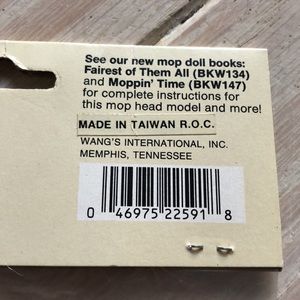 See our new mop doll books:
Fairest of Them All (BKW134)
and Moppin' Time (BKW147)
for complete instructions for
this mop head model and more!
MADE IN TAIWAN R.O.C.
WANG'S INTERNATIONAL, INC.
MEMPHIS, TENNESSEE
0 46975 22591 8